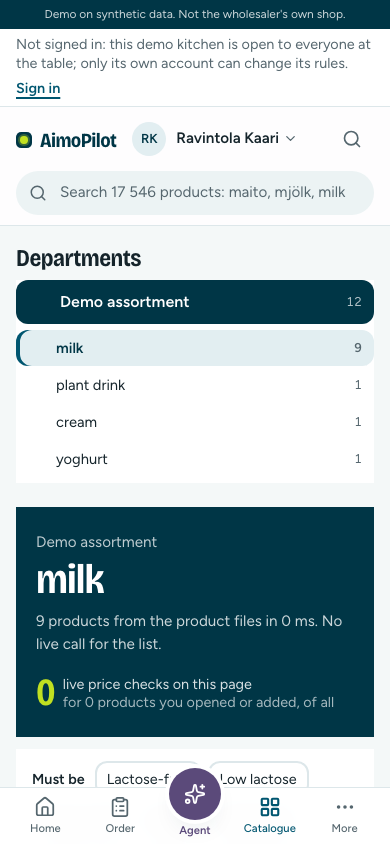 Demo on synthetic data. Not the wholesaler's own shop.
Not signed in: this demo kitchen is open to everyone at
the table; only its own account can change its rules.
Sign in
AimoPilot
RK
Ravintola Kaari
Search 17 546 products: maito, mjölk, milk
Departments
Demo assortment 12
milk 9
plant drink 1
cream 1
yoghurt 1
Demo assortment
milk
9 products from the product files in 0 ms. No
live call for the list.
0 live price checks on this page
for 0 products you opened or added, of all
Must be
Low lactose
Home
Order
Agent
Catalogue
More